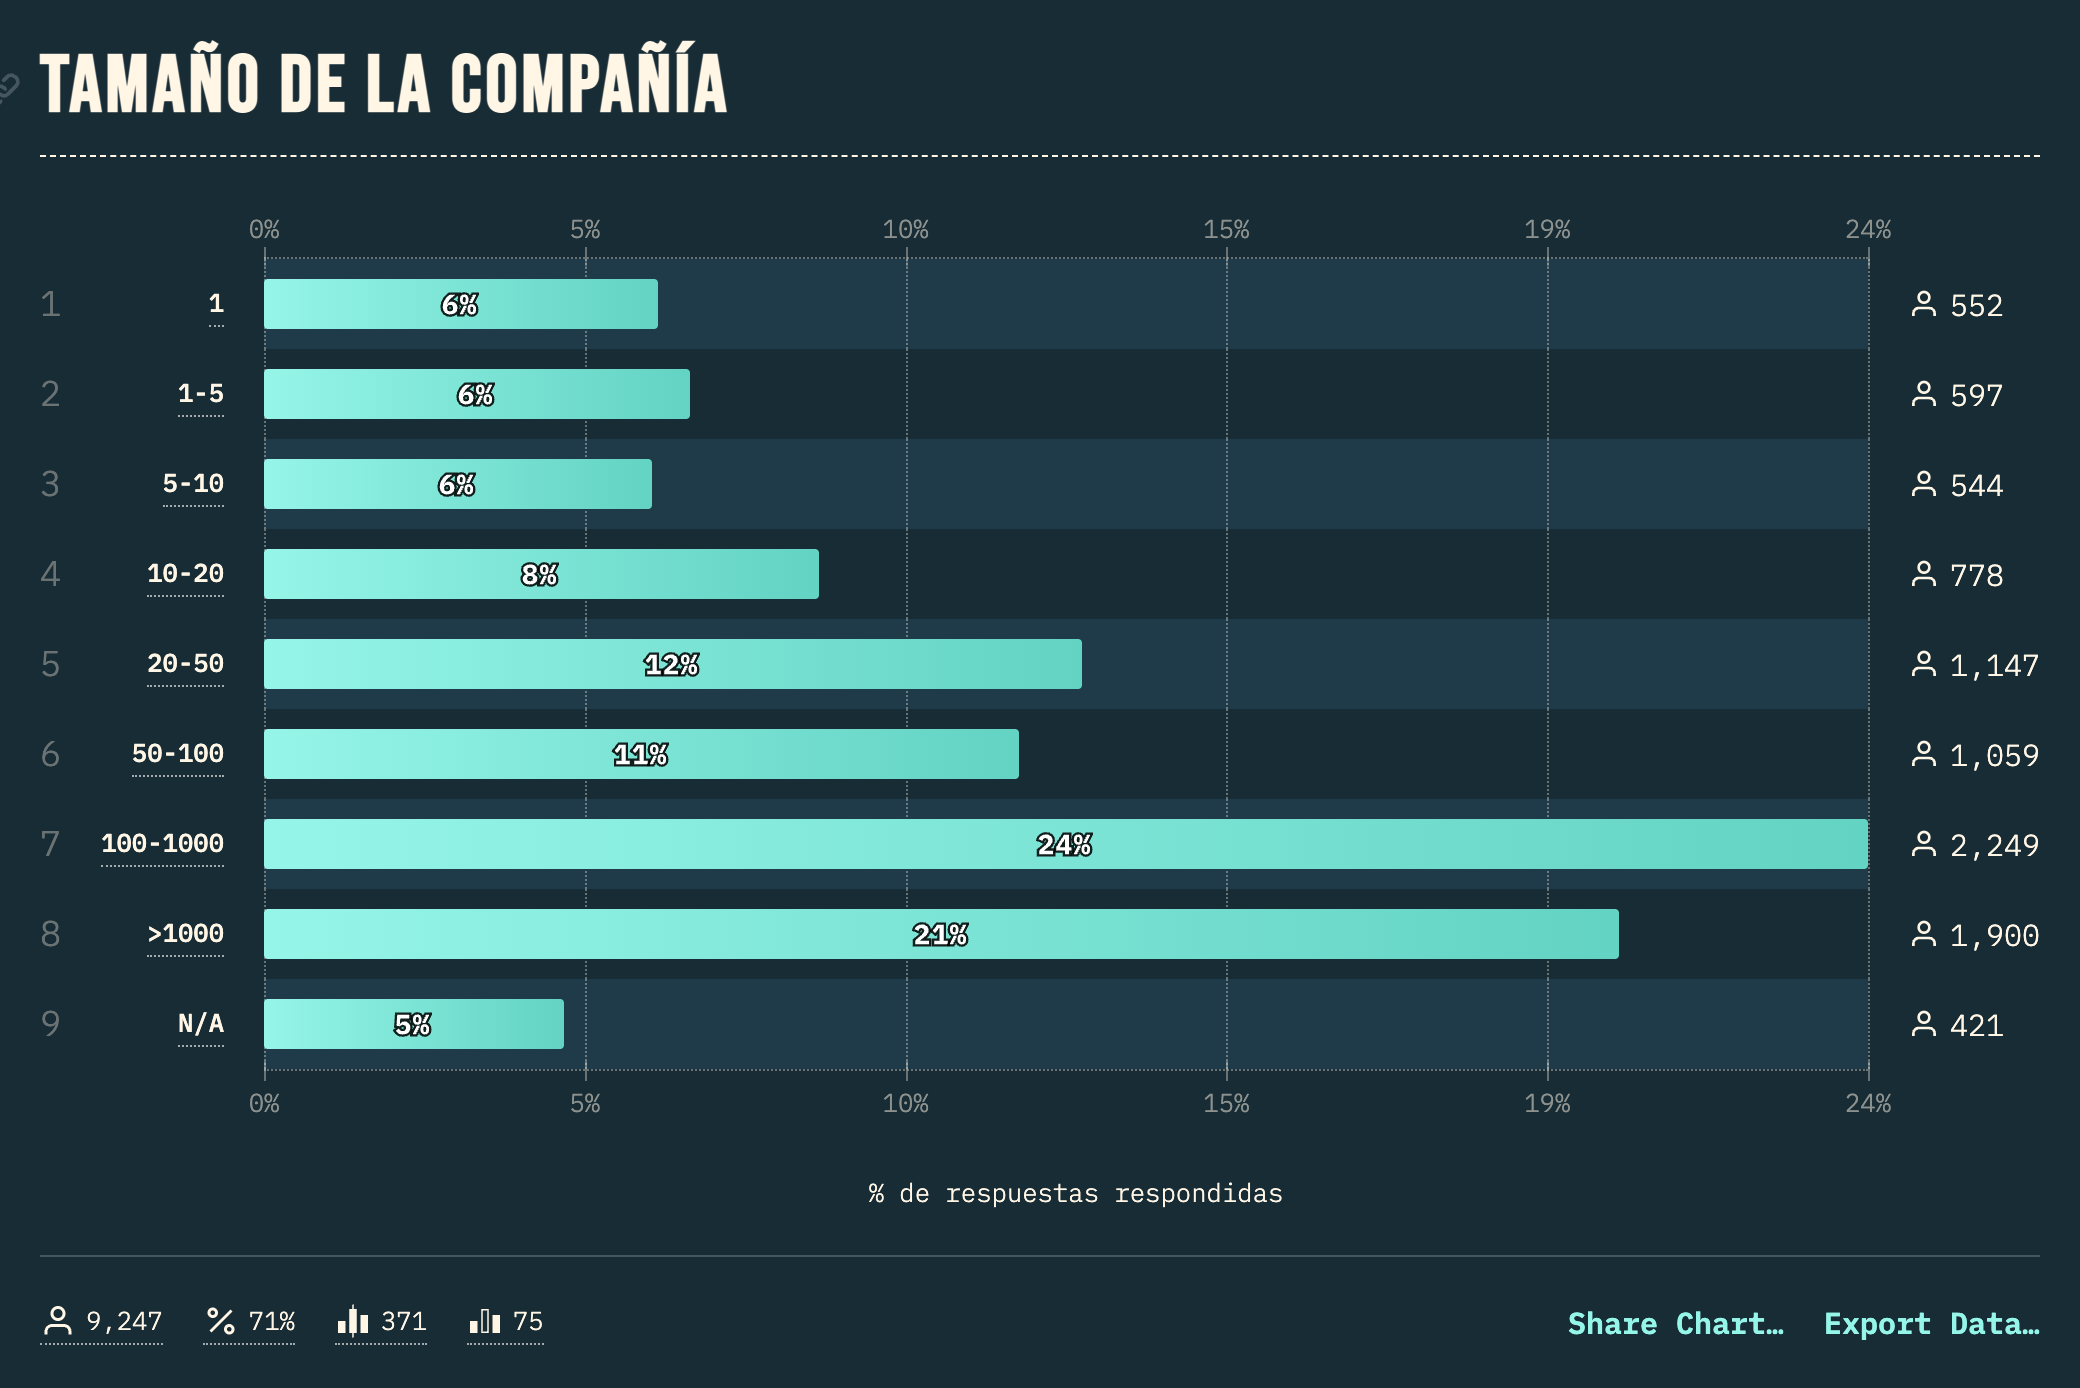 TAMAÑO DE LA COMPAÑÍA
0% 5% 10% 15% 19% 24%
1 1 6% 552
2 1-5 6% 597
3 5-10 6% 544
4 10-20 8% 778
5 20-50 12% 1,147
6 50-100 11% 1,059
7 100-1000 24% 2,249
8 >1000 21% 1,900
9 N/A 5% 421
0% 5% 10% 15% 19% 24%
% de respuestas respondidas
9,247 71% 371 75 Share Chart… Export Data…